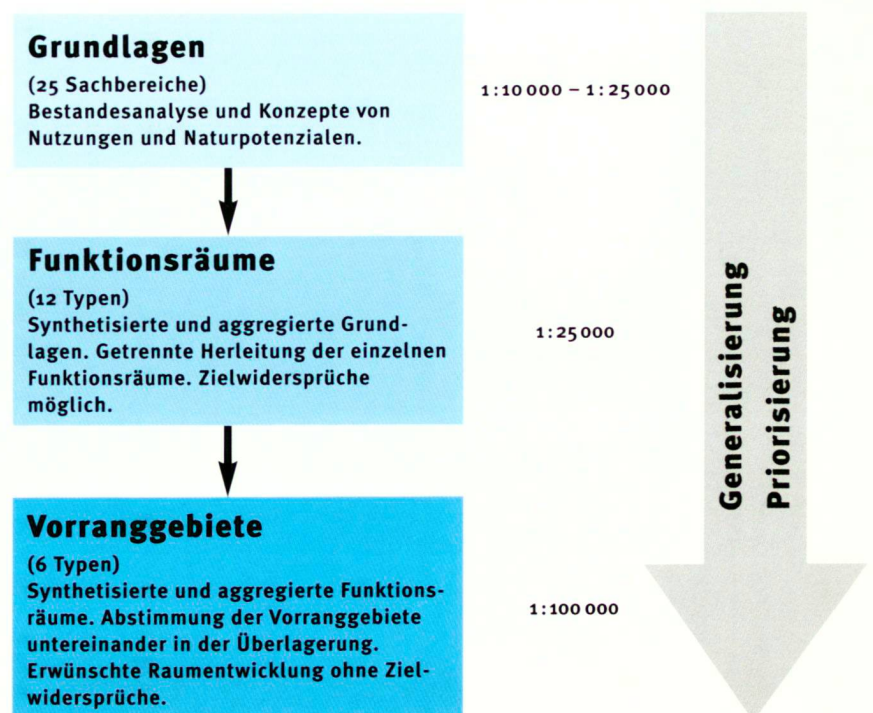 Grundlagen
(25 Sachbereiche)
Bestandesanalyse und Konzepte von
Nutzungen und Naturpotenzialen.
1:10 000 – 1:25 000
Funktionsräume
(12 Typen)
Synthetisierte und aggregierte Grund-
lagen. Getrennte Herleitung der einzelnen
Funktionsräume. Zielwidersprüche
möglich.
1:25 000
Vorranggebiete
(6 Typen)
Synthetisierte und aggregierte Funktions-
räume. Abstimmung der Vorranggebiete
untereinander in der Überlagerung.
Erwünschte Raumentwicklung ohne Ziel-
widersprüche.
1:100 000
Generalisierung
Priorisierung